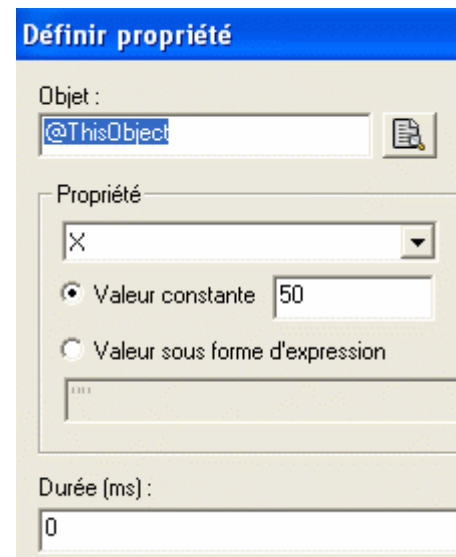 Définir propriété
Objet :
@ThisObject
Propriété
X
Valeur constante 50
Valeur sous forme d'expression
""
Durée (ms) :
0